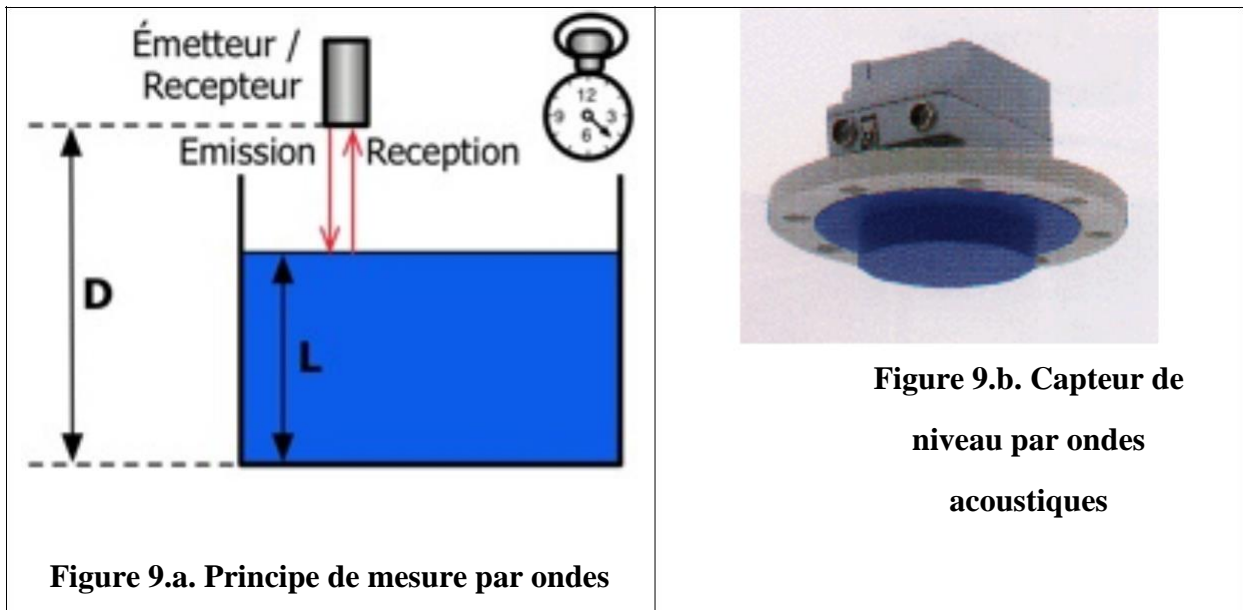 Émetteur /
Recepteur
Emission
Reception
12
9
3
6
D
L
Figure 9.a. Principe de mesure par ondes
Figure 9.b. Capteur de
niveau par ondes
acoustiques